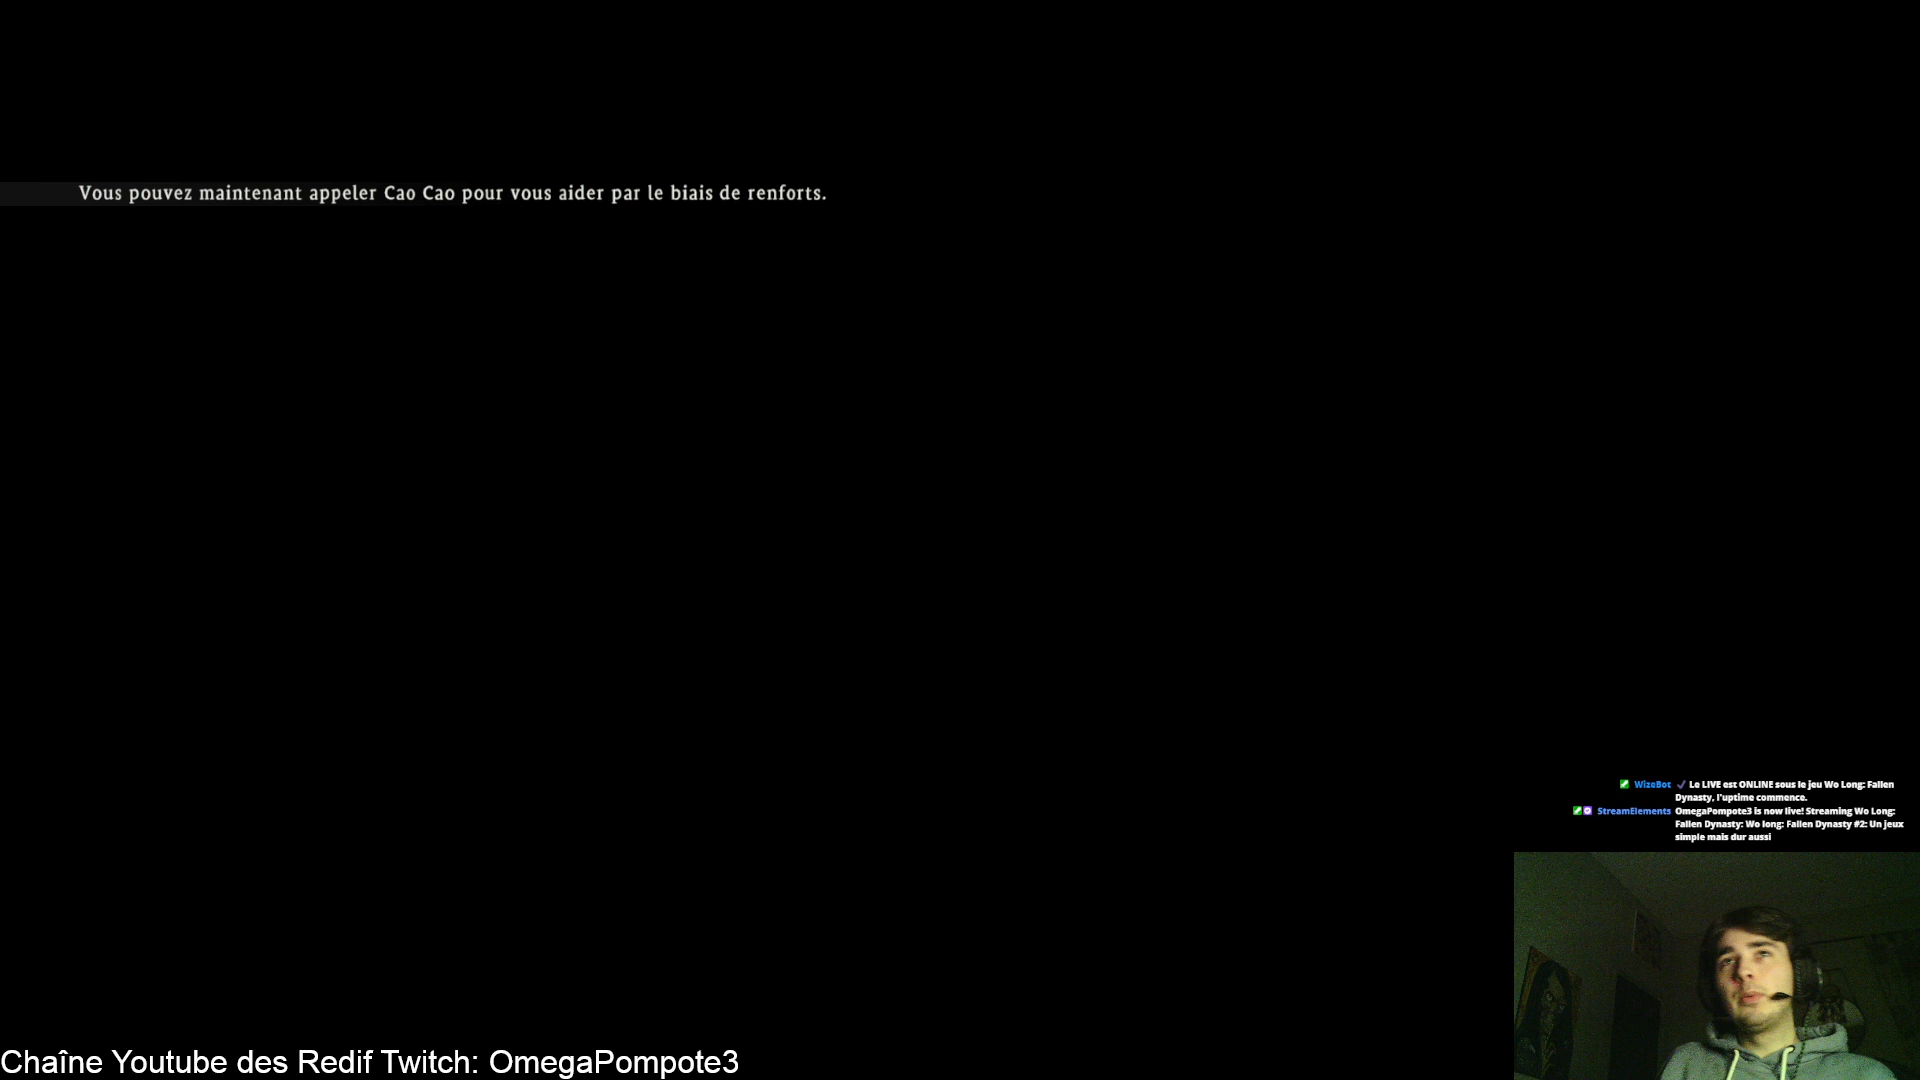 Vous pouvez maintenant appeler Cao Cao pour vous aider par le biais de renforts.
WizeBot ✓ Le LIVE est ONLINE sous le jeu Wo Long: Fallen
Dynasty, l'uptime commence.
StreamElements OmegaPompote3 is now live! Streaming Wo Long:
Fallen Dynasty: Wo long: Fallen Dynasty #2: Un jeux
simple mais dur aussi
Chaîne Youtube des Redif Twitch: OmegaPompote3